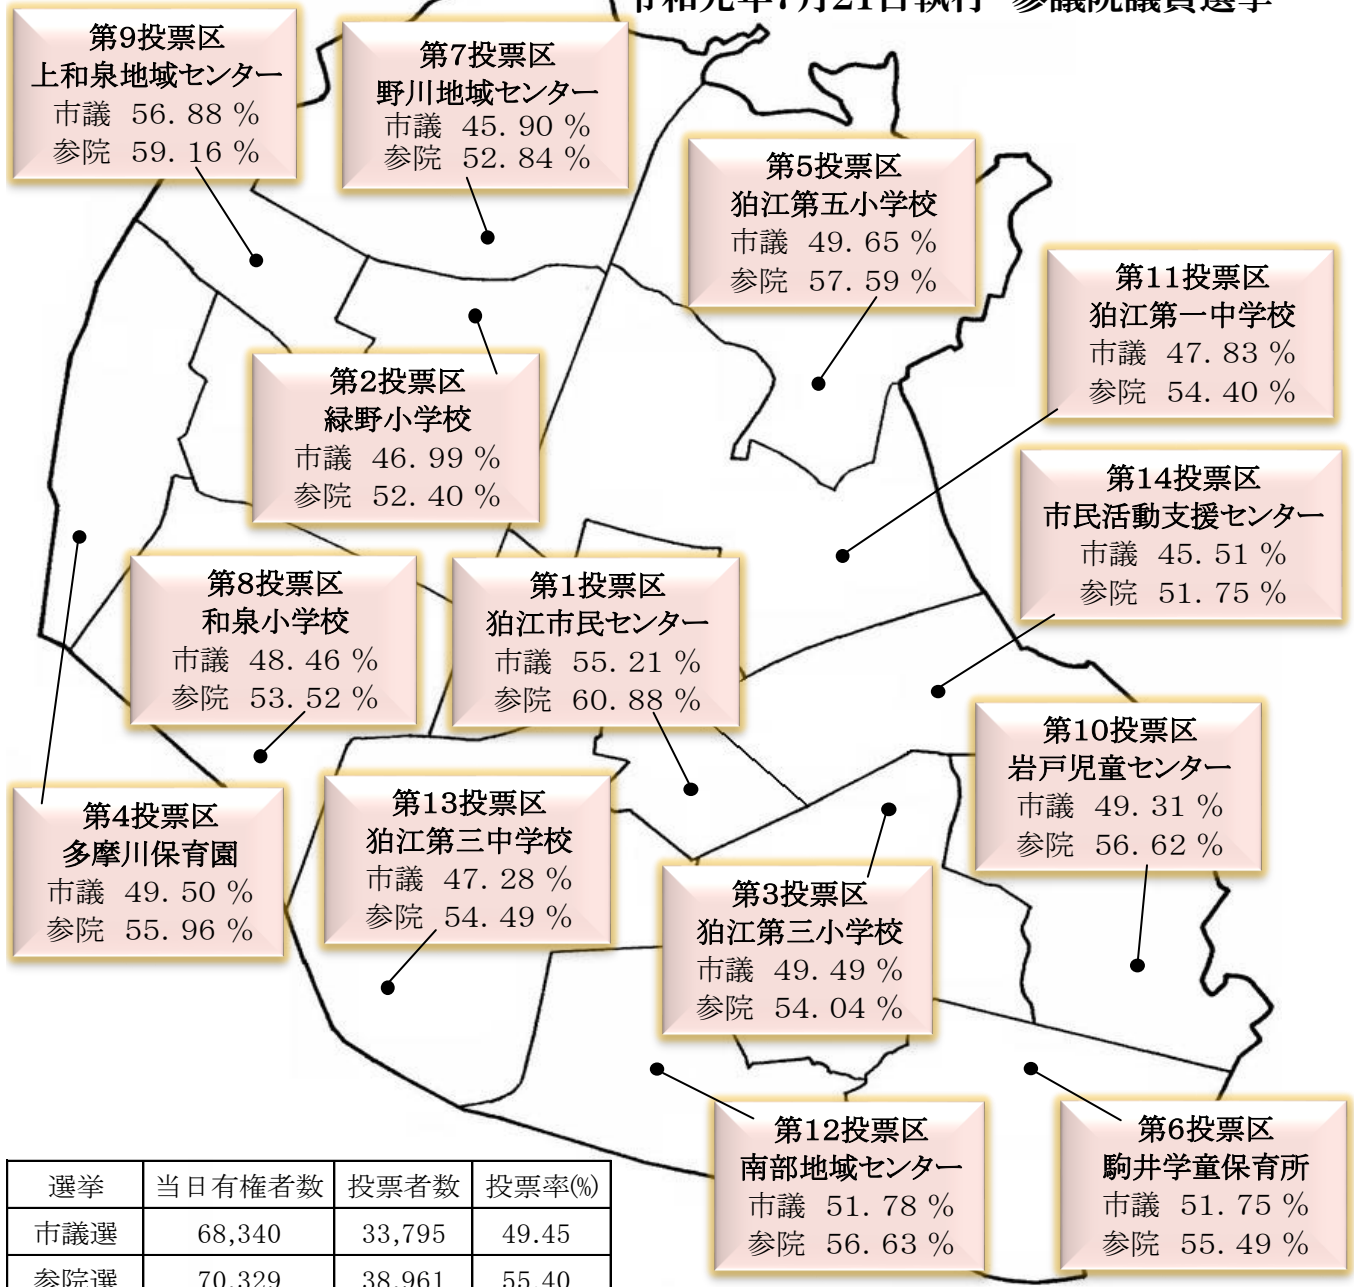 令和元年7月21日執行 参議院議員選挙
第9投票区
上和泉地域センター
市議 56.88 %
参院 59.16 %
第7投票区
野川地域センター
市議 45.90 %
参院 52.84 %
第5投票区
狛江第五小学校
市議 49.65 %
参院 57.59 %
第11投票区
狛江第一中学校
市議 47.83 %
参院 54.40 %
第2投票区
緑野小学校
市議 46.99 %
参院 52.40 %
第14投票区
市民活動支援センター
市議 45.51 %
参院 51.75 %
第8投票区
和泉小学校
市議 48.46 %
参院 53.52 %
第1投票区
狛江市民センター
市議 55.21 %
参院 60.88 %
第10投票区
岩戸児童センター
市議 49.31 %
参院 56.62 %
第4投票区
多摩川保育園
市議 49.50 %
参院 55.96 %
第13投票区
狛江第三中学校
市議 47.28 %
参院 54.49 %
第3投票区
狛江第三小学校
市議 49.49 %
参院 54.04 %
第12投票区
南部地域センター
市議 51.78 %
参院 56.63 %
第6投票区
駒井学童保育所
市議 51.75 %
参院 55.49 %
選挙 当日有権者数 投票者数 投票率(%)
市議選 68,340 33,795 49.45
参院選 70,329 38,961 55.40